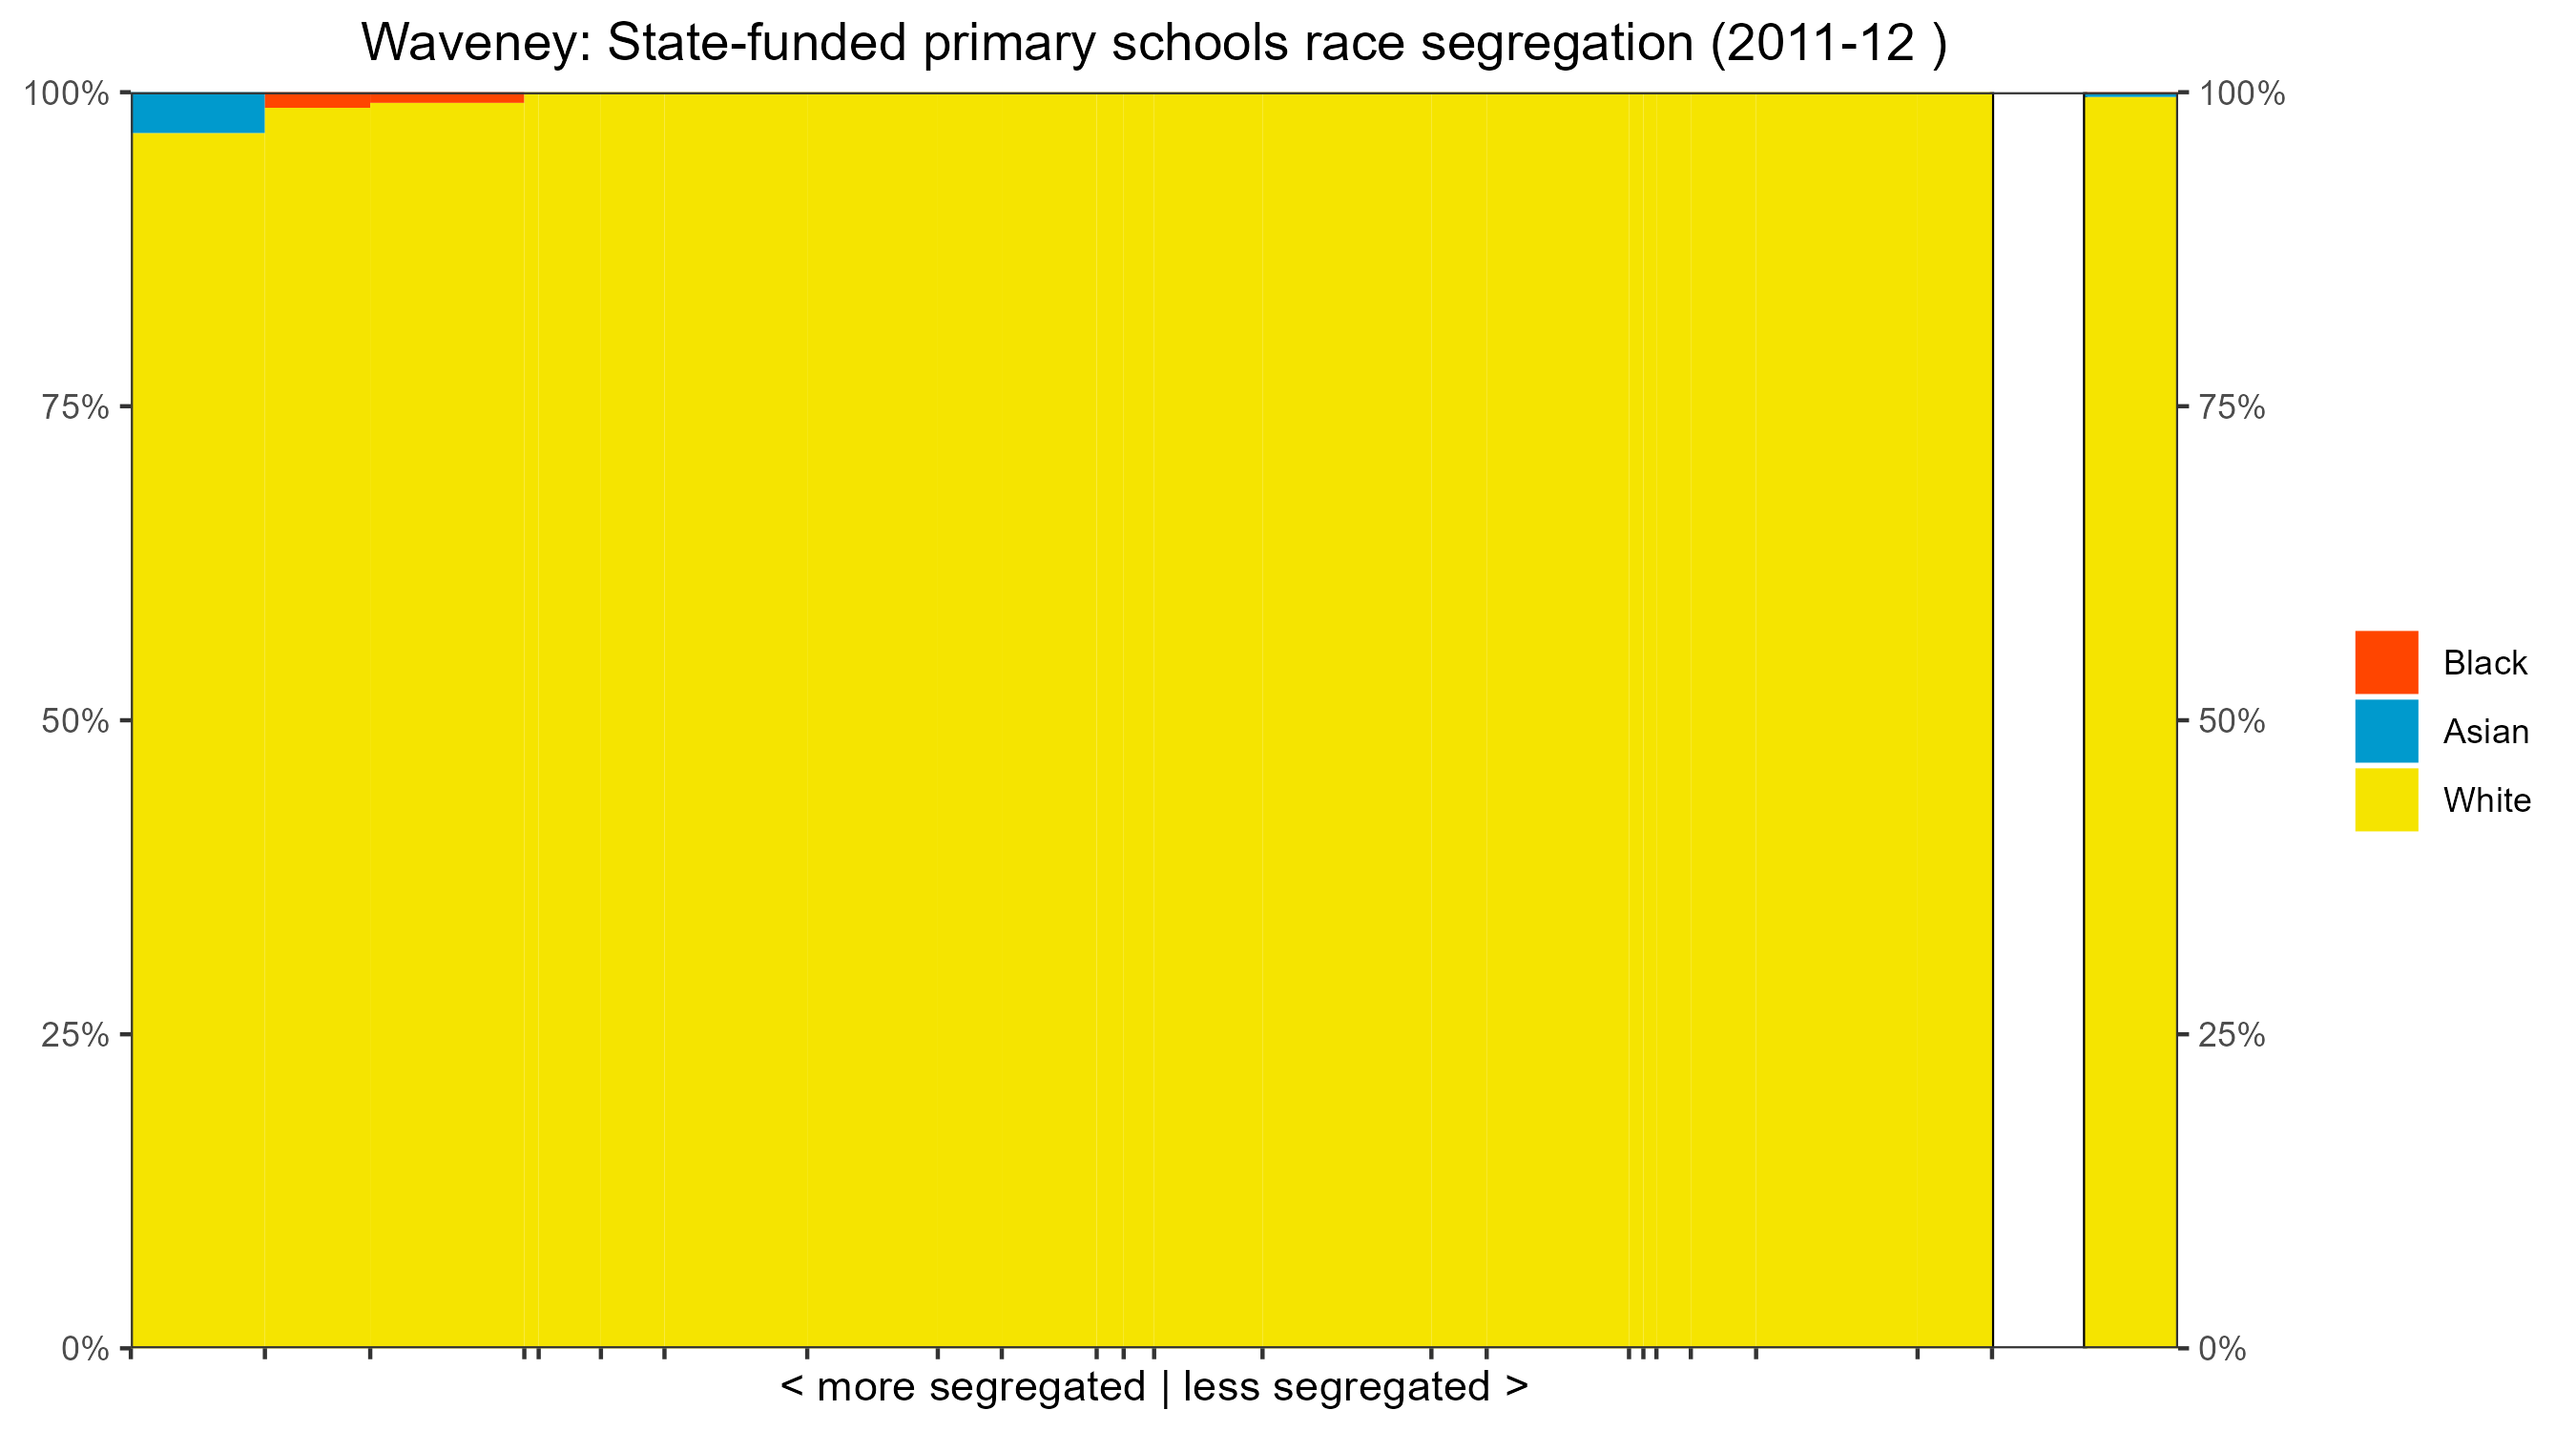 Waveney: State-funded primary schools race segregation (2011-12 )
100%
75%
50%
25%
0%
100%
75%
50%
25%
0%
Black
Asian
White
< more segregated | less segregated >